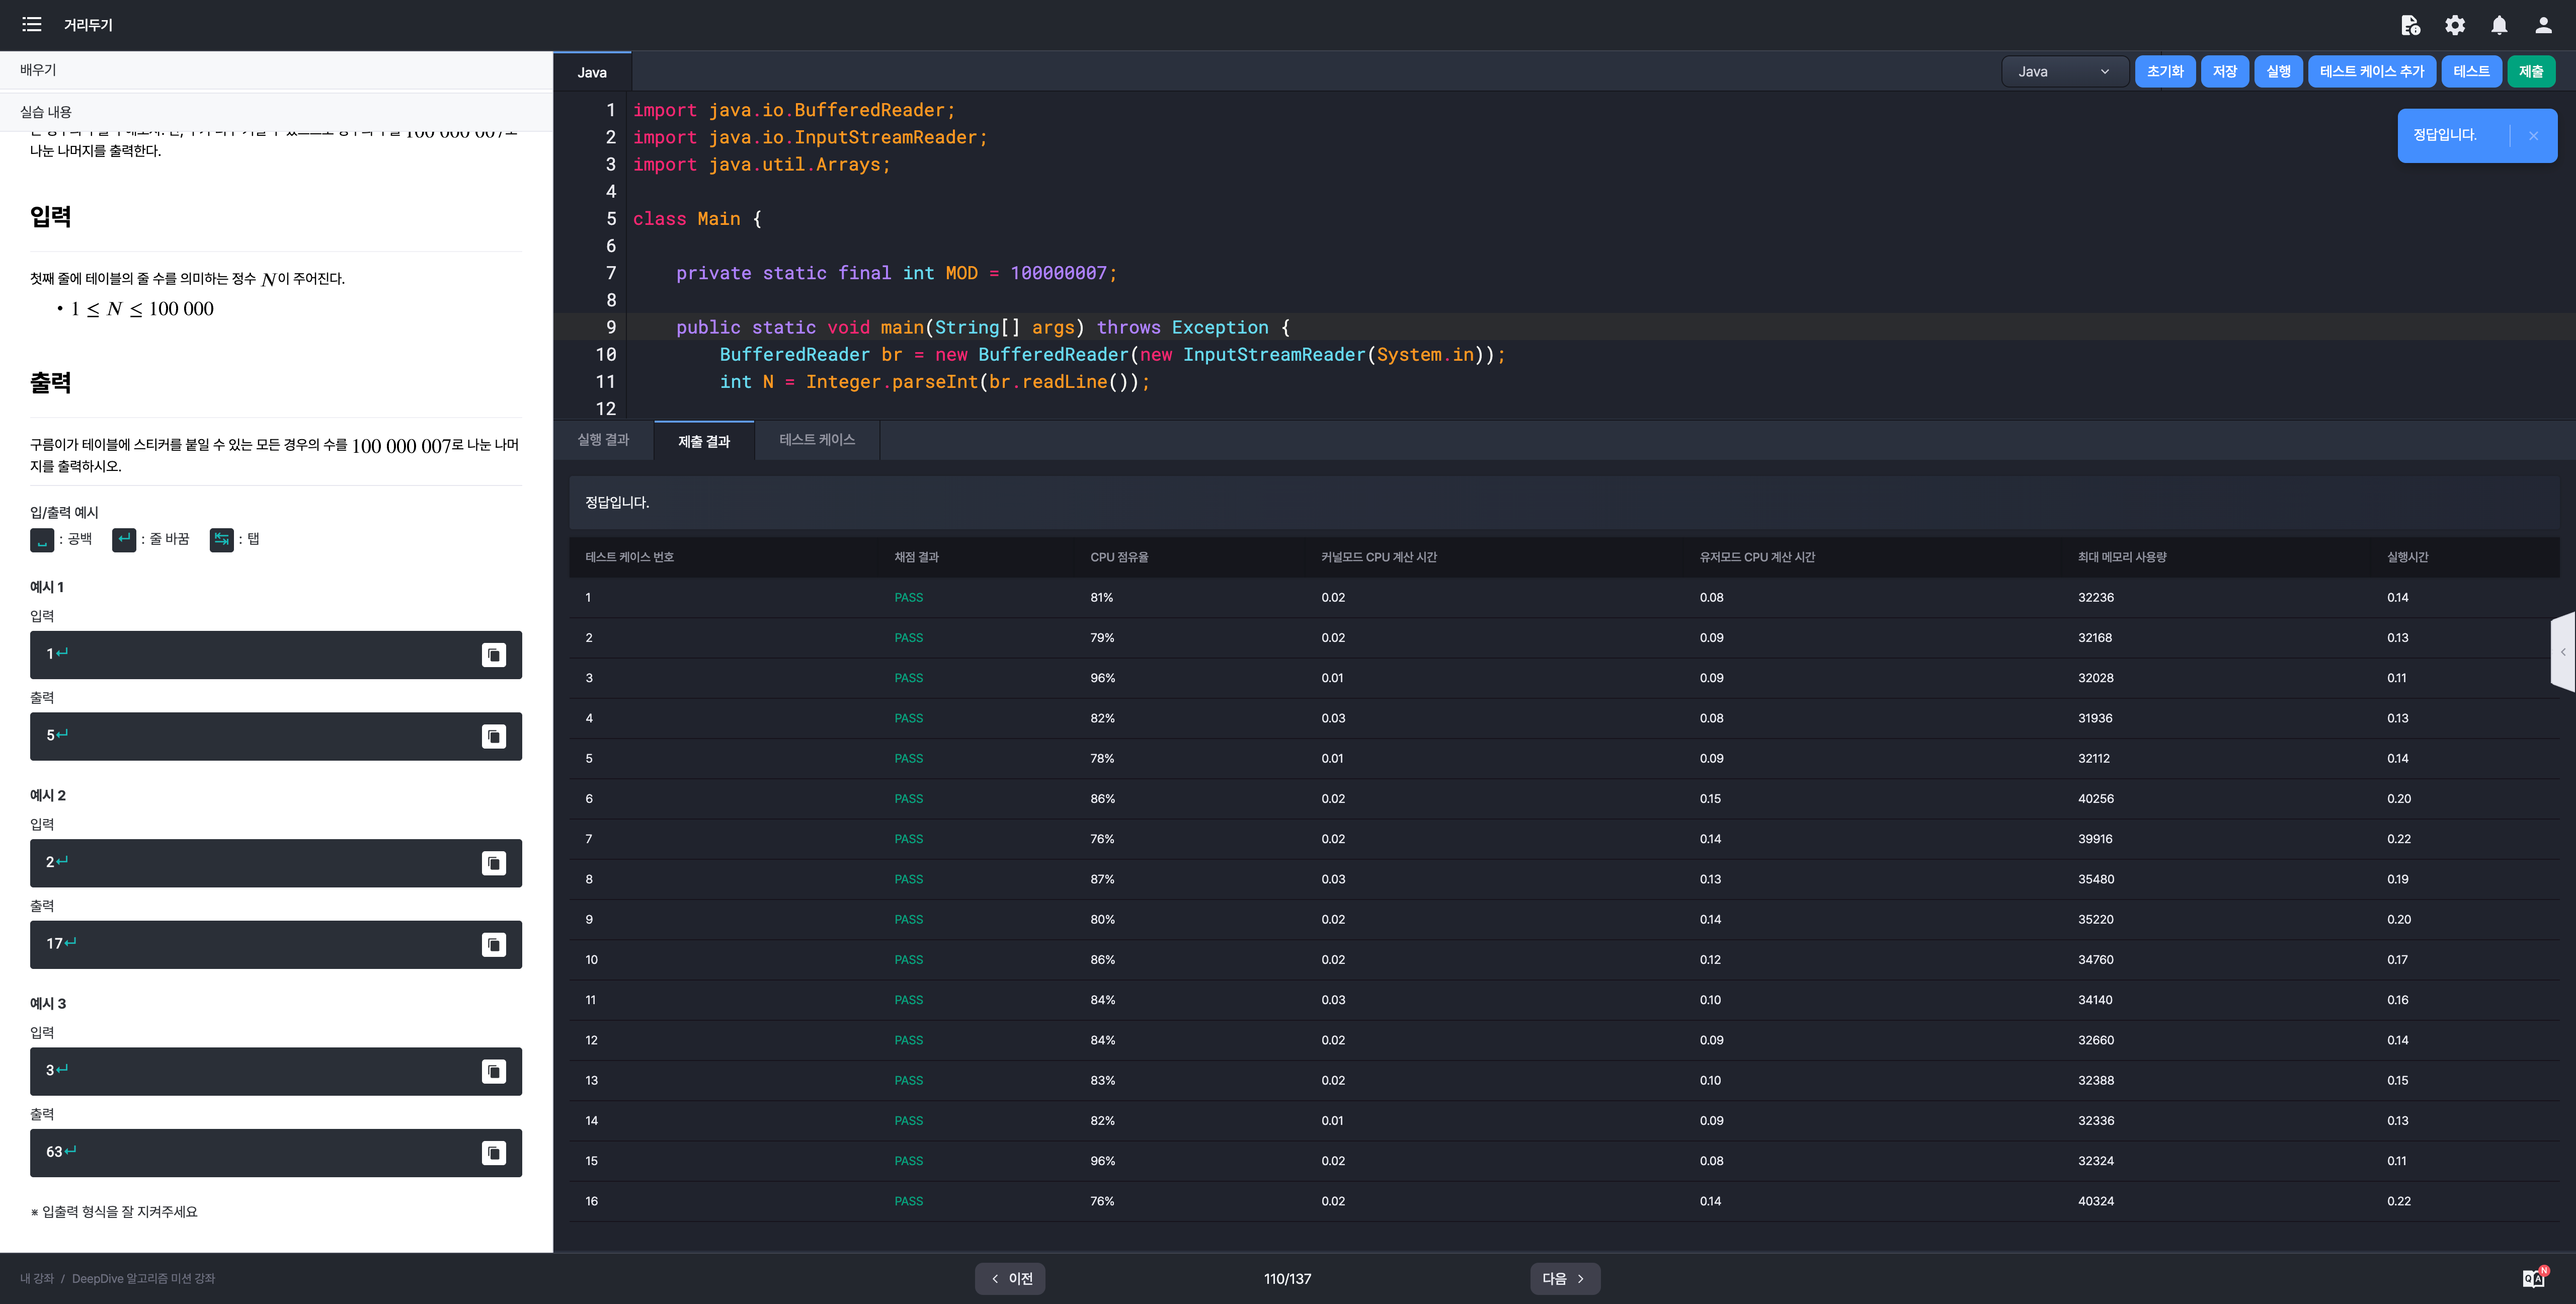 거리두기
배우기
실습 내용
100 000 007로
나눈 나머지를 출력한다.
입력
첫째 줄에 테이블의 줄 수를 의미하는 정수 N이 주어진다.
• 1 ≤ N ≤ 100 000
출력
구름이가 테이블에 스티커를 붙일 수 있는 모든 경우의 수를 100 000 007로 나눈 나머
지를 출력하시오.
입/출력 예시
: 공백 : 줄 바꿈 : 탭
예시 1
입력
1
출력
5
예시 2
입력
2
출력
17
예시 3
입력
3
출력
63
※ 입출력 형식을 잘 지켜주세요
Java
Java 초기화 저장 실행 테스트 케이스 추가 테스트 제출
정답입니다.
1 import java.io.BufferedReader;
2 import java.io.InputStreamReader;
3 import java.util.Arrays;
4
5 class Main {
6
7 private static final int MOD = 100000007;
8
9 public static void main(String[] args) throws Exception {
10 BufferedReader br = new BufferedReader(new InputStreamReader(System.in));
11 int N = Integer.parseInt(br.readLine());
12
실행 결과 제출 결과 테스트 케이스
정답입니다.
테스트 케이스 번호 채점 결과 CPU 점유율 커널모드 CPU 계산 시간 유저모드 CPU 계산 시간 최대 메모리 사용량 실행시간
1 PASS 81% 0.02 0.08 32236 0.14
2 PASS 79% 0.02 0.09 32168 0.13
3 PASS 96% 0.01 0.09 32028 0.11
4 PASS 82% 0.03 0.08 31936 0.13
5 PASS 78% 0.01 0.09 32112 0.14
6 PASS 86% 0.02 0.15 40256 0.20
7 PASS 76% 0.02 0.14 39916 0.22
8 PASS 87% 0.03 0.13 35480 0.19
9 PASS 80% 0.02 0.14 35220 0.20
10 PASS 86% 0.02 0.12 34760 0.17
11 PASS 84% 0.03 0.10 34140 0.16
12 PASS 84% 0.02 0.09 32660 0.14
13 PASS 83% 0.02 0.10 32388 0.15
14 PASS 82% 0.01 0.09 32336 0.13
15 PASS 96% 0.02 0.08 32324 0.11
16 PASS 76% 0.02 0.14 40324 0.22
내 강좌 / DeepDive 알고리즘 미션 강좌
이전 110/137 다음
Q A N